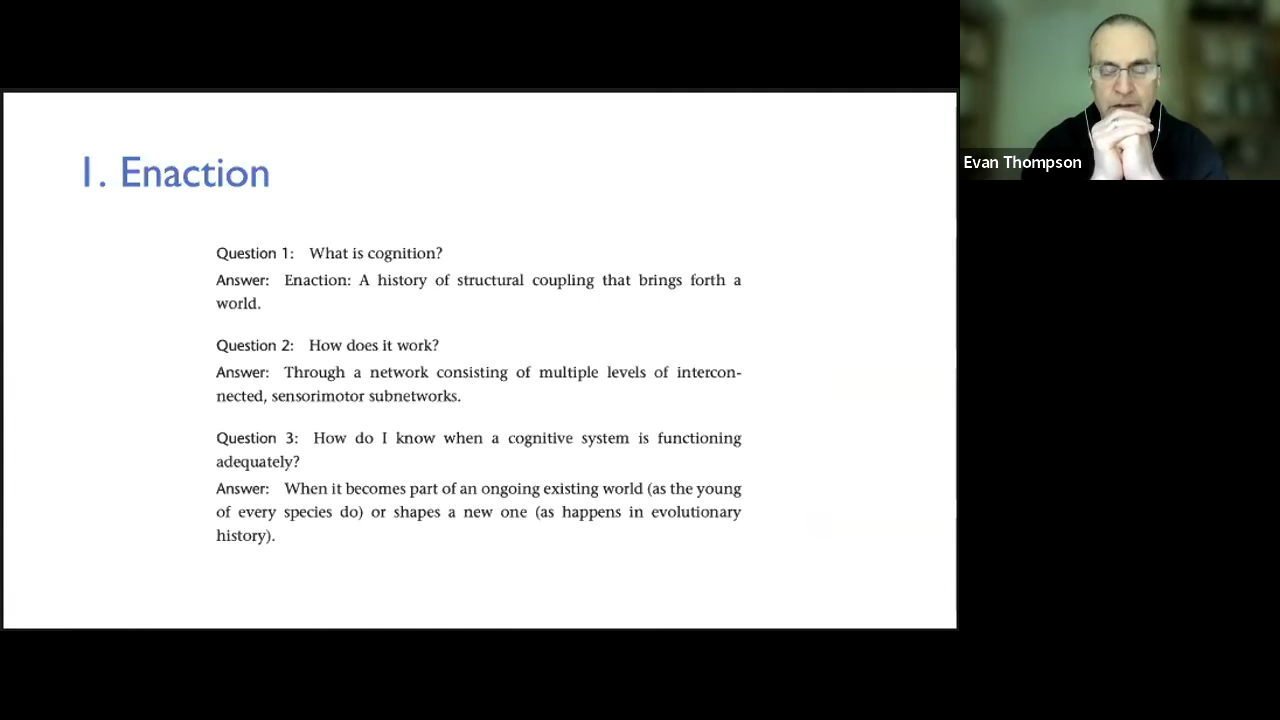 1. Enaction
Question 1: What is cognition?
Answer: Enaction: A history of structural coupling that brings forth a
world.
Question 2: How does it work?
Answer: Through a network consisting of multiple levels of intercon-
nected, sensorimotor subnetworks.
Question 3: How do I know when a cognitive system is functioning
adequately?
Answer: When it becomes part of an ongoing existing world (as the young
of every species do) or shapes a new one (as happens in evolutionary
history).
Evan Thompson